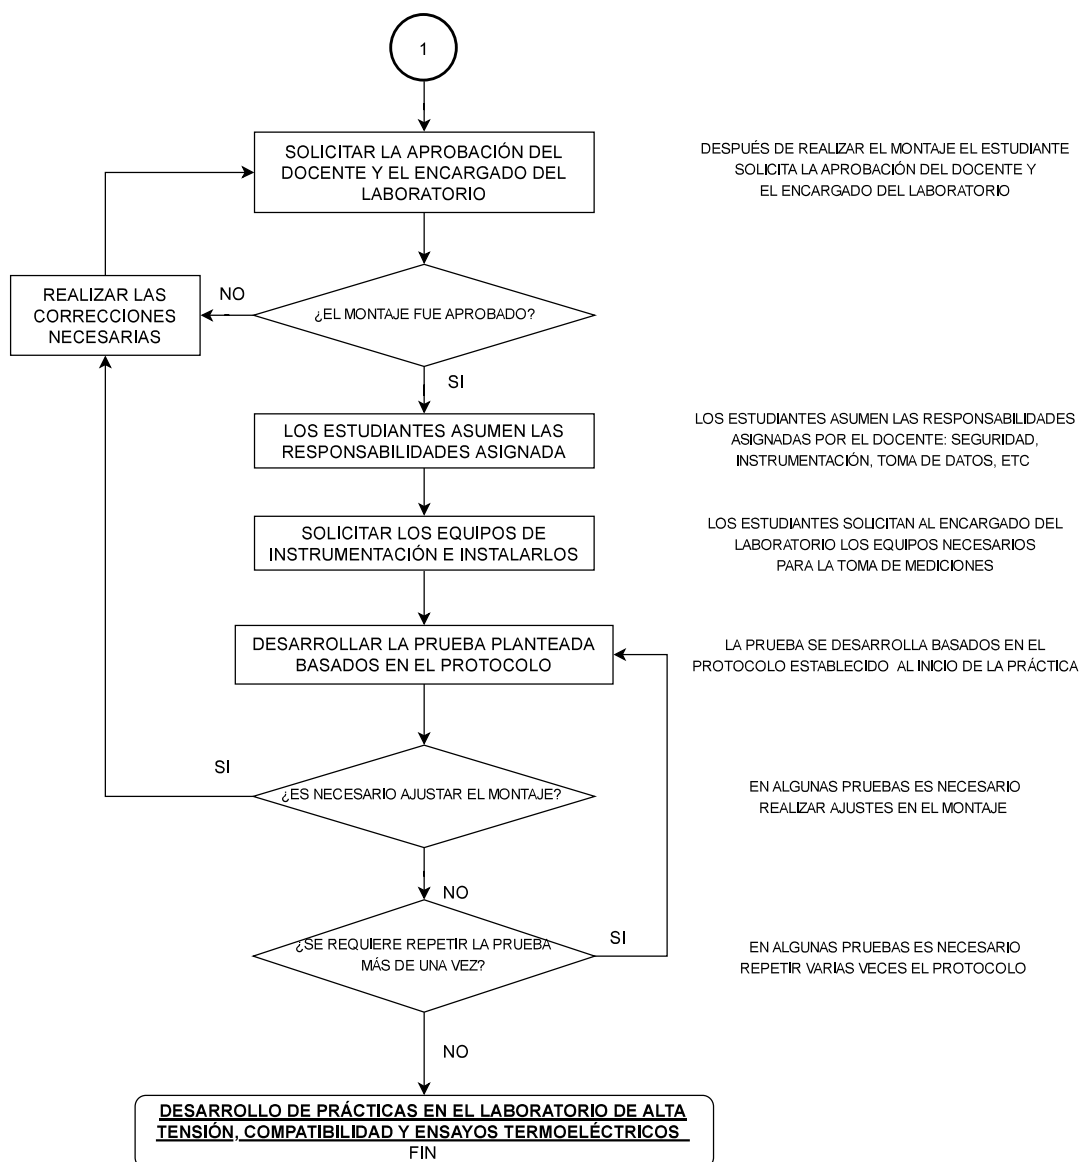 1
SOLICITAR LA APROBACIÓN DEL
DOCENTE Y EL ENCARGADO DEL
LABORATORIO
DESPUÉS DE REALIZAR EL MONTAJE EL ESTUDIANTE
SOLICITA LA APROBACIÓN DEL DOCENTE Y
EL ENCARGADO DEL LABORATORIO
REALIZAR LAS
CORRECCIONES
NECESARIAS
NO
¿EL MONTAJE FUE APROBADO?
SI
LOS ESTUDIANTES ASUMEN LAS
RESPONSABILIDADES ASIGNADA
LOS ESTUDIANTES ASUMEN LAS RESPONSABILIDADES
ASIGNADAS POR EL DOCENTE: SEGURIDAD,
INSTRUMENTACIÓN, TOMA DE DATOS, ETC
SOLICITAR LOS EQUIPOS DE
INSTRUMENTACIÓN E INSTALARLOS
LOS ESTUDIANTES SOLICITAN AL ENCARGADO DEL
LABORATORIO LOS EQUIPOS NECESARIOS
PARA LA TOMA DE MEDICIONES
DESARROLLAR LA PRUEBA PLANTEADA
BASADOS EN EL PROTOCOLO
LA PRUEBA SE DESARROLLA BASADOS EN EL
PROTOCOLO ESTABLECIDO AL INICIO DE LA PRÁCTICA
SI
¿ES NECESARIO AJUSTAR EL MONTAJE?
EN ALGUNAS PRUEBAS ES NECESARIO
REALIZAR AJUSTES EN EL MONTAJE
NO
¿SE REQUIERE REPETIR LA PRUEBA
MÁS DE UNA VEZ?
SI
EN ALGUNAS PRUEBAS ES NECESARIO
REPETIR VARIAS VECES EL PROTOCOLO
NO
DESARROLLO DE PRÁCTICAS EN EL LABORATORIO DE ALTA
TENSIÓN, COMPATIBILIDAD Y ENSAYOS TERMOELÉCTRICOS
FIN